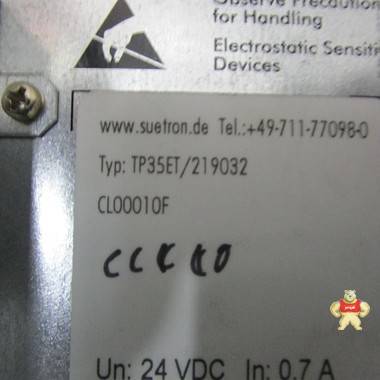 Observe Precaution
for Handling
Electrostatic Sensiti
Devices
www.suetron.de Tel.:+49-711-77098-0
Typ: TP35ET/219032
CL00010F
Un: 24 VDC In: 0.7 A